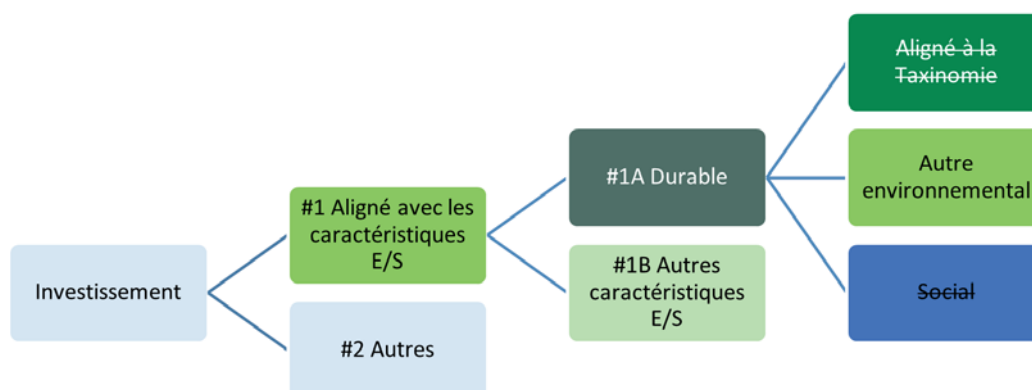 Investissement
#1 Aligné avec les
caractéristiques
E/S
#2 Autres
#1A Durable
#1B Autres
caractéristiques
E/S
Aligné à la
Taxinomie
Autre
environnemental
Social